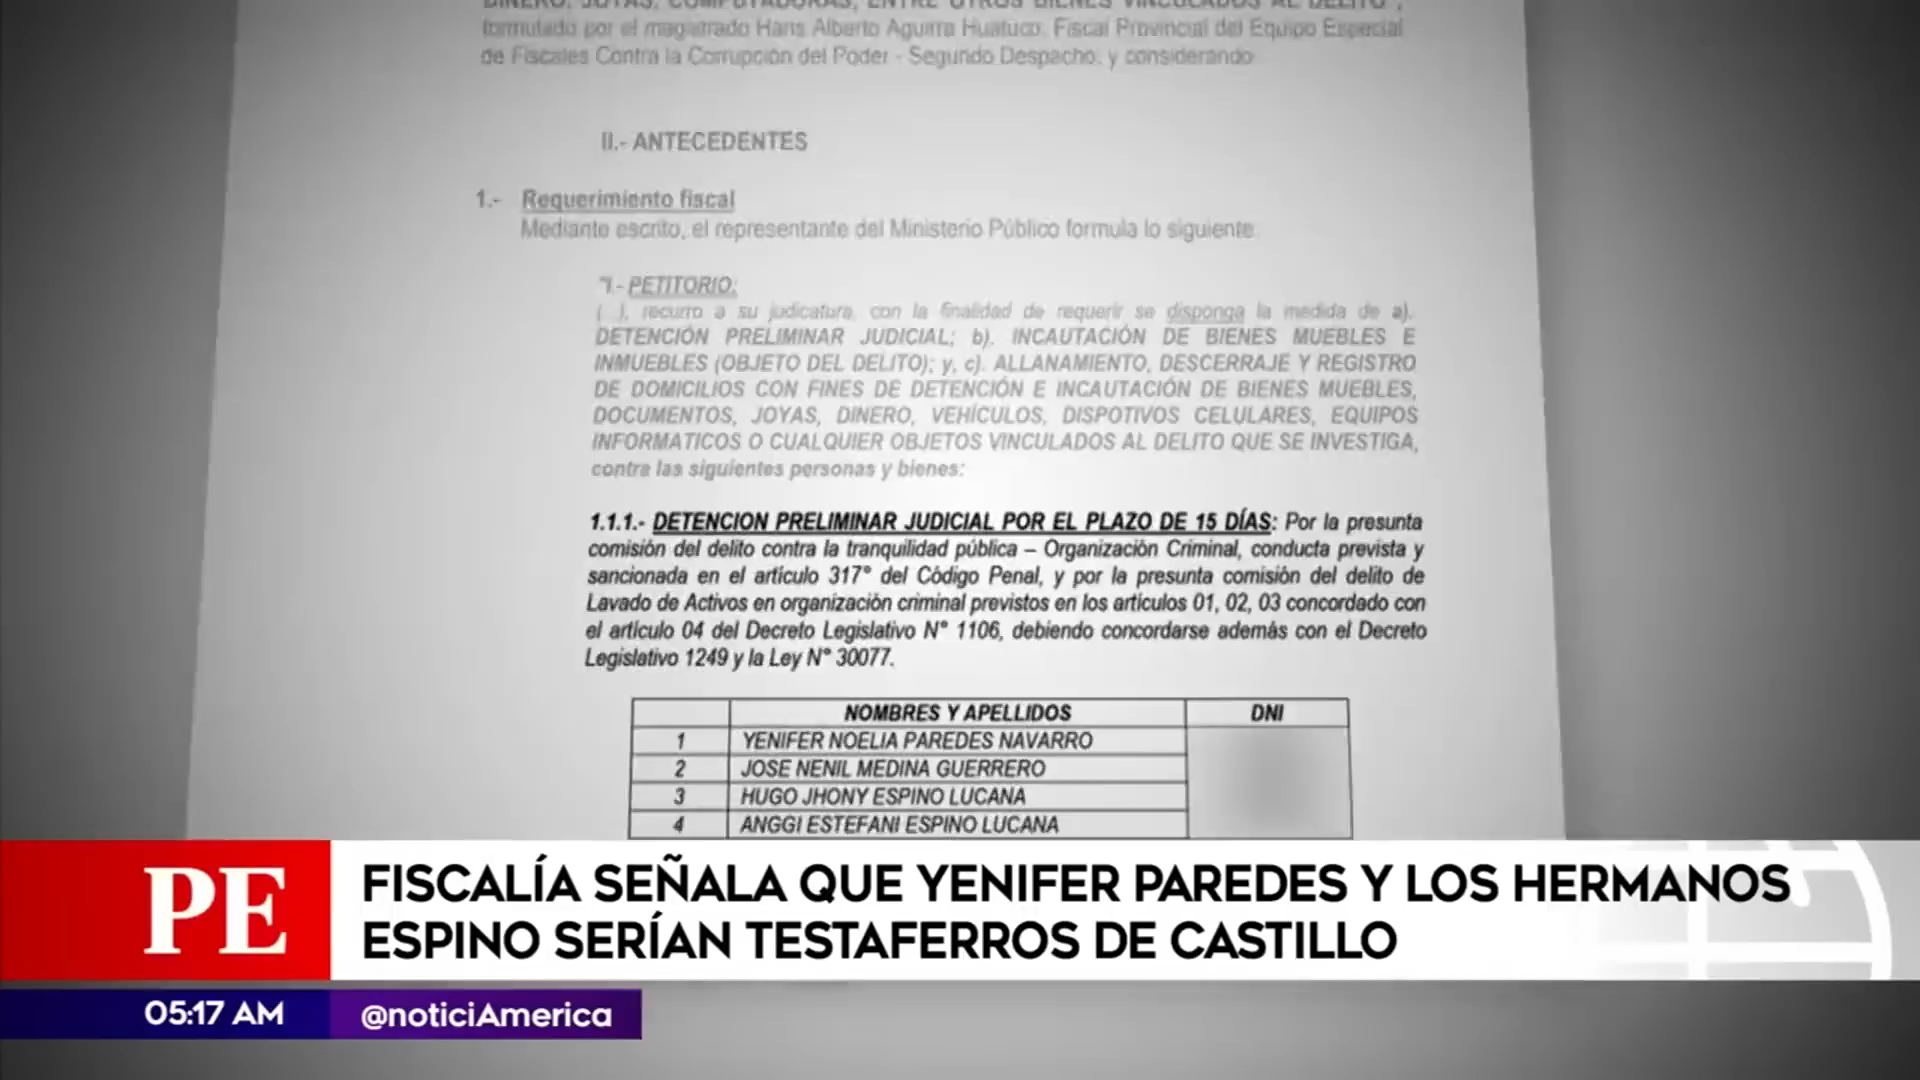 DINERO, JOYAS, COMPUTADORAS, ENTRE OTROS BIENES VINCULADOS AL DELITO",
formulado por el magistrado Hans Alberto Aguirre Huatuco, Fiscal Provincial del Equipo Especial
de Fiscales Contra la Corrupción del Poder - Segundo Despacho; y considerando
II.- ANTECEDENTES
1.- Requerimiento fiscal
Mediante escrito, el representante del Ministerio Público formula lo siguiente
"I.- PETITORIO:
(...), recurro a su judicatura, con la finalidad de requerir se disponga la medida de a).
DETENCIÓN PRELIMINAR JUDICIAL; b). INCAUTACIÓN DE BIENES MUEBLES E
INMUEBLES (OBJETO DEL DELITO); y, c). ALLANAMIENTO, DESCERRAJE Y REGISTRO
DE DOMICILIOS CON FINES DE DETENCIÓN E INCAUTACIÓN DE BIENES MUEBLES,
DOCUMENTOS, JOYAS, DINERO, VEHÍCULOS, DISPOTIVOS CELULARES, EQUIPOS
INFORMATICOS O CUALQUIER OBJETOS VINCULADOS AL DELITO QUE SE INVESTIGA,
contra las siguientes personas y bienes:
1.1.1.- DETENCION PRELIMINAR JUDICIAL POR EL PLAZO DE 15 DÍAS: Por la presunta
comisión del delito contra la tranquilidad pública – Organización Criminal, conducta prevista y
sancionada en el artículo 317° del Código Penal, y por la presunta comisión del delito de
Lavado de Activos en organización criminal previstos en los artículos 01, 02, 03 concordado con
el artículo 04 del Decreto Legislativo N° 1106, debiendo concordarse además con el Decreto
Legislativo 1249 y la Ley N° 30077.
NOMBRES Y APELLIDOS DNI
1 YENIFER NOELIA PAREDES NAVARRO
2 JOSE NENIL MEDINA GUERRERO
3 HUGO JHONY ESPINO LUCANA
4 ANGGI ESTEFANI ESPINO LUCANA
PE
FISCALÍA SEÑALA QUE YENIFER PAREDES Y LOS HERMANOS
ESPINO SERÍAN TESTAFERROS DE CASTILLO
05:17 AM @noticiAmerica